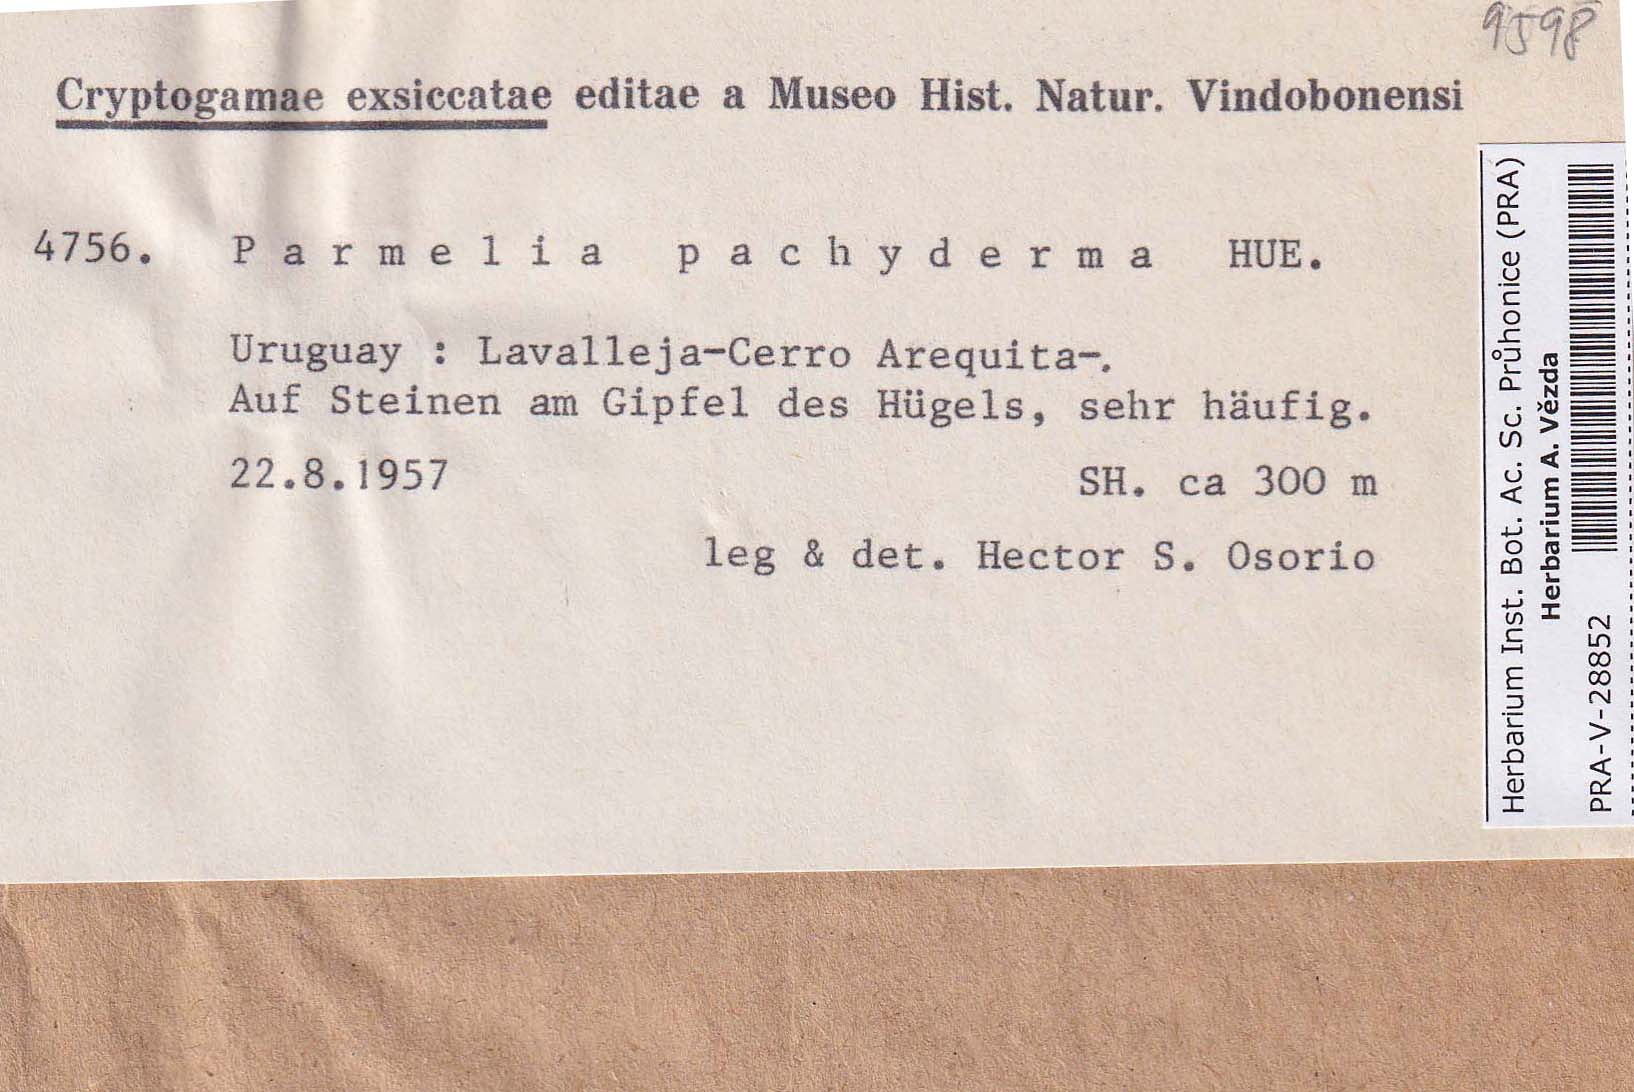 9598
Cryptogamae exsiccatae editae a Museo Hist. Natur. Vindobonensi
4756. Parmelia pachyderma HUE.
Uruguay : Lavalleja-Cerro Arequita-.
Auf Steinen am Gipfel des Hügels, sehr häufig.
22.8.1957 SH. ca 300 m
leg & det. Hector S. Osorio
Herbarium Inst. Bot. Ac. Sc. Průhonice (PRA)
Herbarium A. Vězda
PRA-V-28852